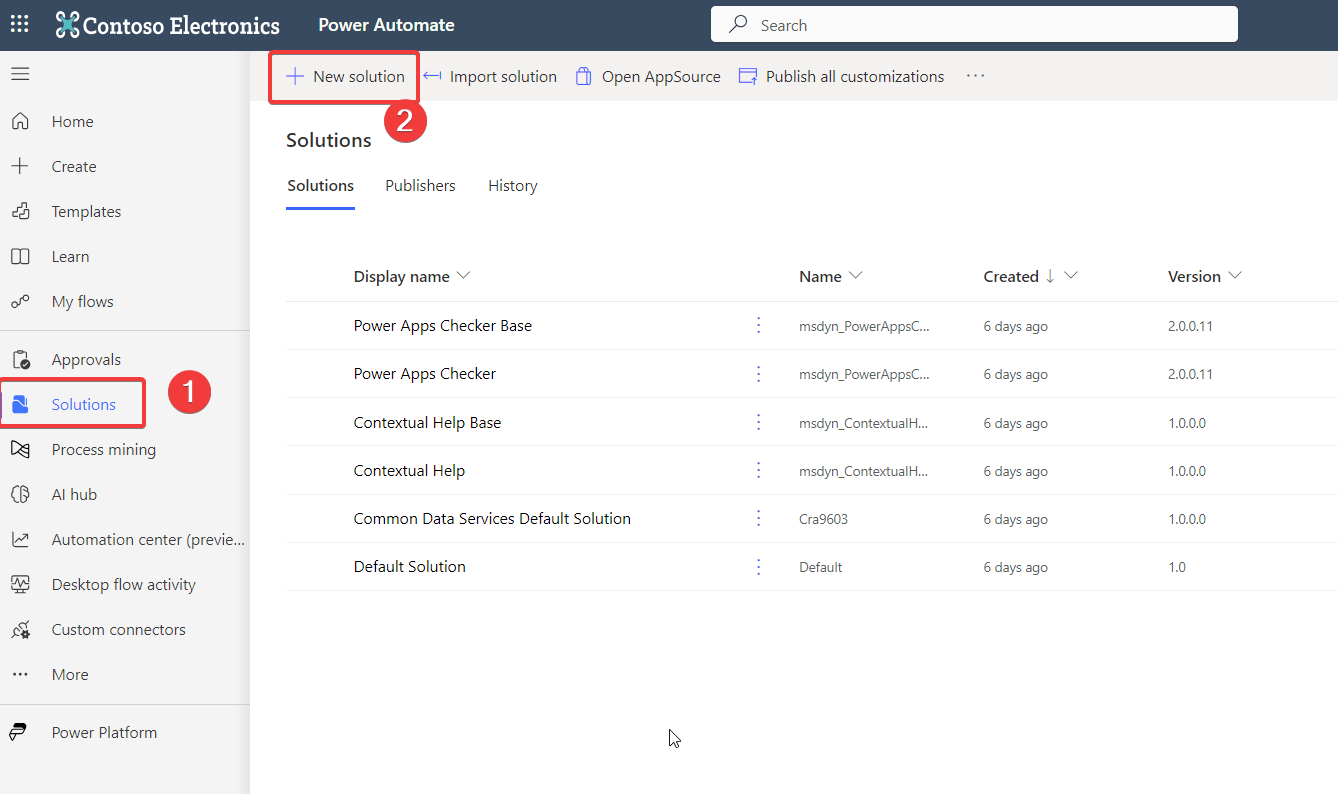 Contoso Electronics Power Automate Search
New solution Import solution Open AppSource Publish all customizations ...
2
Solutions
Solutions Publishers History
Home
Create
Templates
Learn
My flows
Approvals
Solutions
1
Process mining
AI hub
Automation center (previe...
Desktop flow activity
Custom connectors
More
Power Platform
Display name Name Created Version
Power Apps Checker Base msdyn_PowerAppsC... 6 days ago 2.0.0.11
Power Apps Checker msdyn_PowerAppsC... 6 days ago 2.0.0.11
Contextual Help Base msdyn_ContextualH... 6 days ago 1.0.0.0
Contextual Help msdyn_ContextualH... 6 days ago 1.0.0.0
Common Data Services Default Solution Cra9603 6 days ago 1.0.0.0
Default Solution Default 6 days ago 1.0